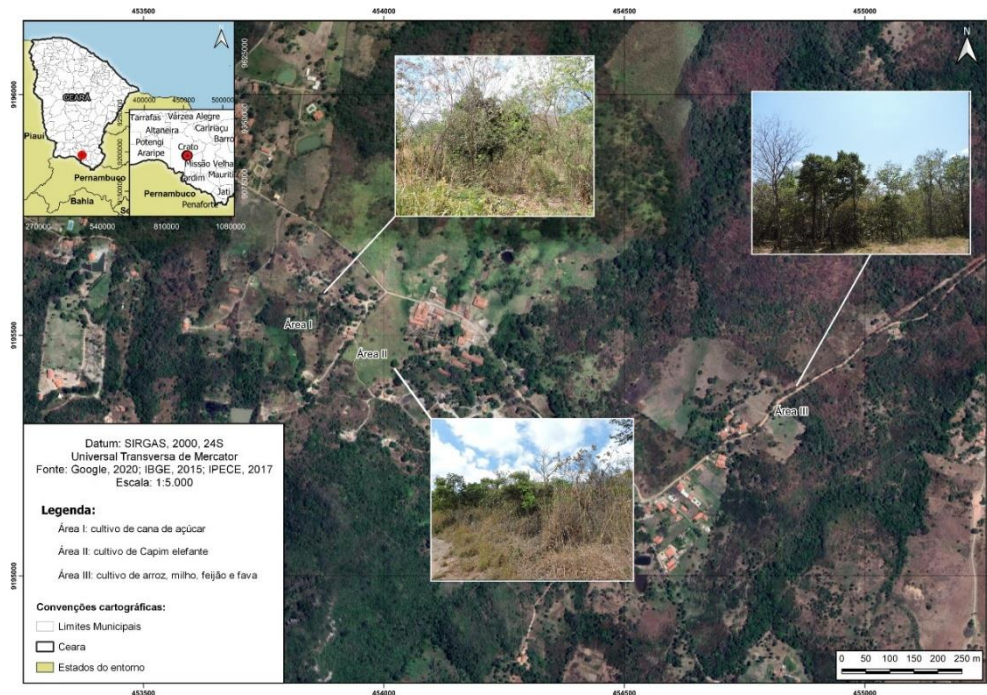 453500 454000 454500 455000
N
CEARÁ
Piauí
Pernambuco
Bahia
270000 540000 810000 1080000
400000 450000 500000
Tarrafas Várzea Alegre
Altaneira Caririaçu
Potengi Barro
Crato
Araripe
Missão Velha
Jardim Mauriti
Pernambuco Jati
Penaforte
9196000
9195500
9195000
Área I
Área II
Área III
Datum: SIRGAS, 2000, 24S
Universal Transversa de Mercator
Fonte: Google, 2020; IBGE, 2015; IPECE, 2017
Escala: 1:5.000
Legenda:
Área I: cultivo de cana de açúcar
Área II: cultivo de Capim elefante
Área III: cultivo de arroz, milho, feijão e fava
Convenções cartográficas:
Limites Municipais
Ceara
Estados do entorno
0 50 100 150 200 250 m
453500 454000 454500 455000